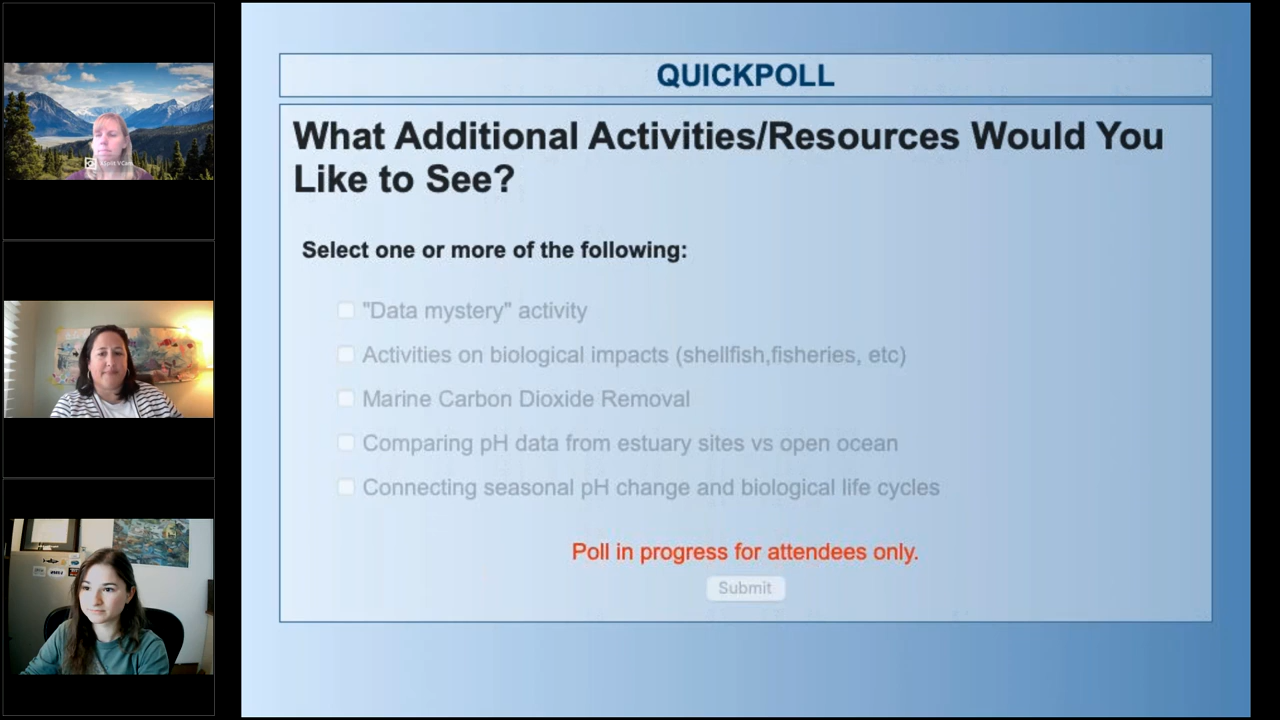 QUICKPOLL
What Additional Activities/Resources Would You
Like to See?
Select one or more of the following:
"Data mystery" activity
Activities on biological impacts (shellfish,fisheries, etc)
Marine Carbon Dioxide Removal
Comparing pH data from estuary sites vs open ocean
Connecting seasonal pH change and biological life cycles
Poll in progress for attendees only.
Submit
XSplit VCam